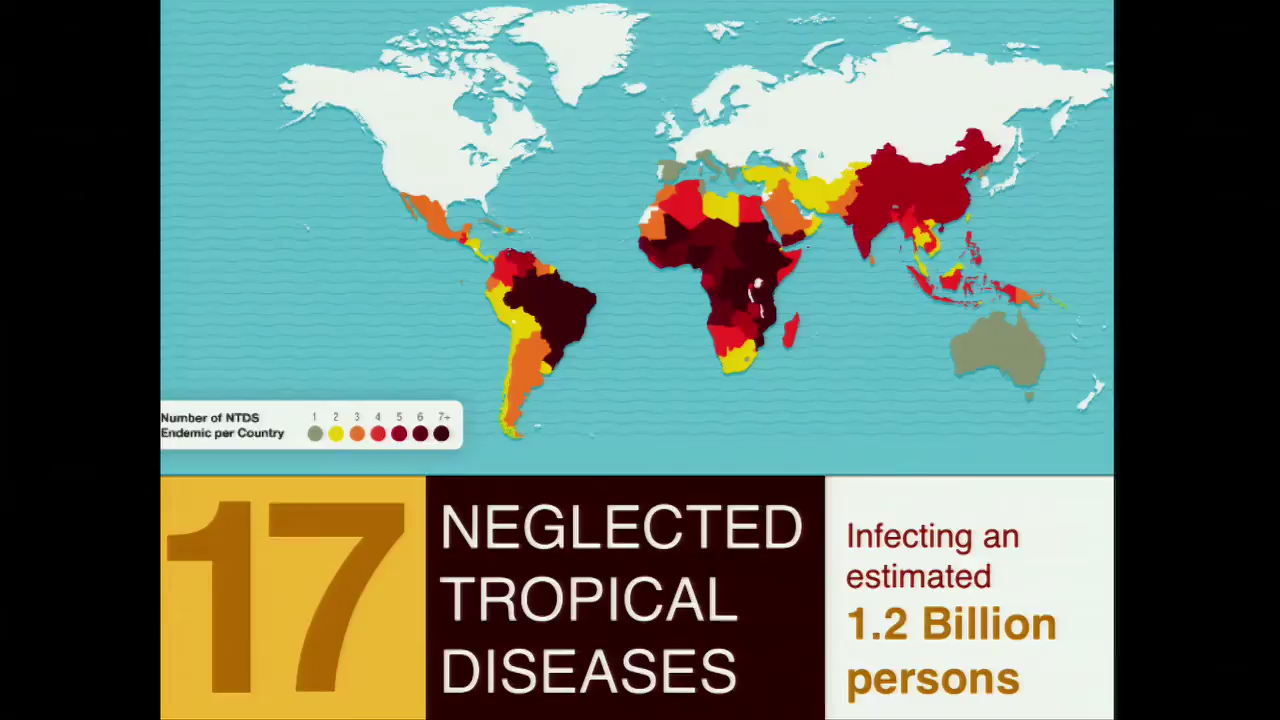 Number of NTDS
Endemic per Country
1 2 3 4 5 6 7+
17
NEGLECTED
TROPICAL
DISEASES
Infecting an
estimated
1.2 Billion
persons